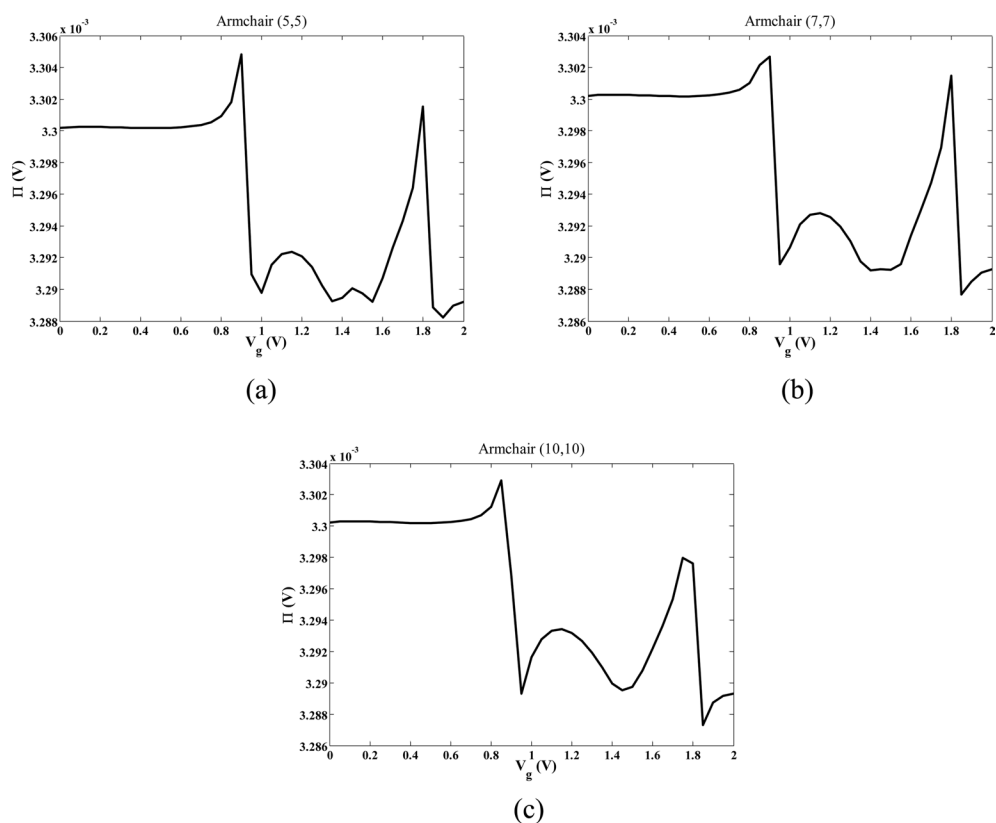 Armchair (5,5)
x 10⁻³
3.306
3.304
3.302
3.3
3.298
3.296
3.294
3.292
3.29
3.288
Π (V)
0 0.2 0.4 0.6 0.8 1 1.2 1.4 1.6 1.8 2
V_g (V)
(a)
Armchair (7,7)
x 10⁻³
3.304
3.302
3.3
3.298
3.296
3.294
3.292
3.29
3.288
3.286
Π (V)
0 0.2 0.4 0.6 0.8 1 1.2 1.4 1.6 1.8 2
V_g (V)
(b)
Armchair (10,10)
x 10⁻³
3.304
3.302
3.3
3.298
3.296
3.294
3.292
3.29
3.288
3.286
Π (V)
0 0.2 0.4 0.6 0.8 1 1.2 1.4 1.6 1.8 2
V_g (V)
(c)